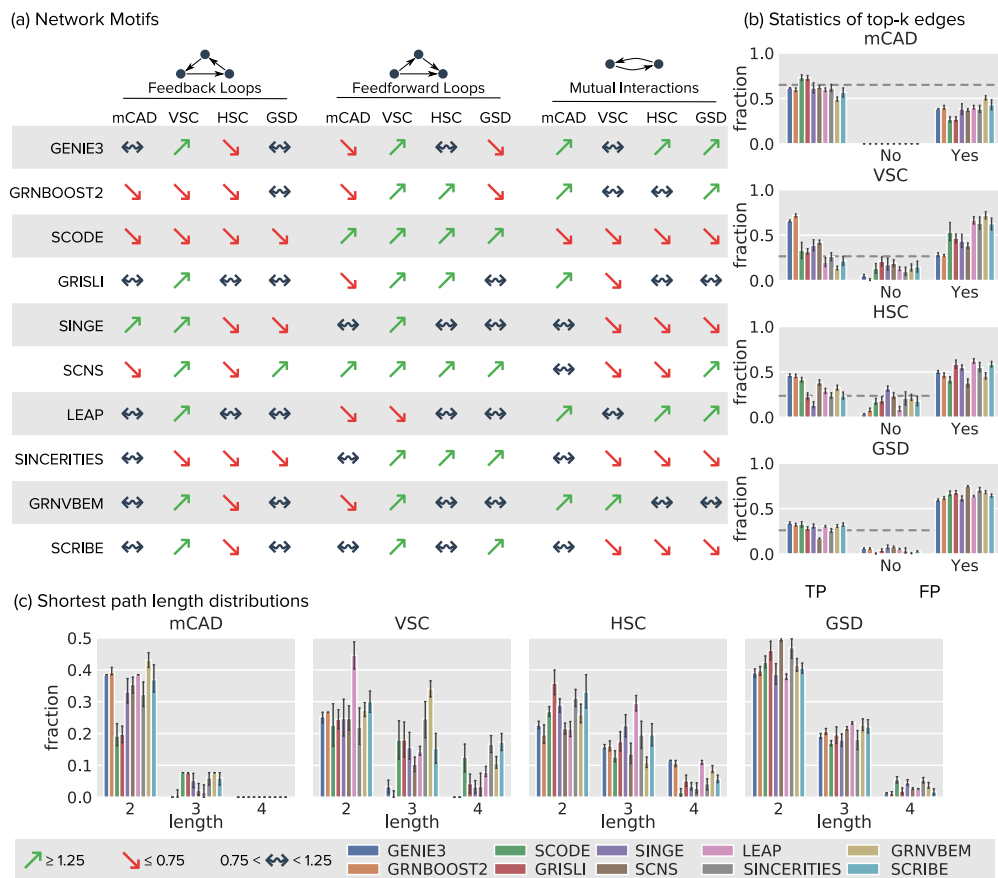 (a) Network Motifs
Feedback Loops
Feedforward Loops
Mutual Interactions
mCAD VSC HSC GSD mCAD VSC HSC GSD mCAD VSC HSC GSD
GENIE3
GRNBOOST2
SCODE
GRISLI
SINGE
SCNS
LEAP
SINCERITIES
GRNVBEM
SCRIBE
(b) Statistics of top-k edges
mCAD
1.0
0.5
0.0
fraction
No Yes
VSC
1.0
0.5
0.0
fraction
No Yes
HSC
1.0
0.5
0.0
fraction
No Yes
GSD
1.0
0.5
0.0
fraction
No Yes
TP FP
(c) Shortest path length distributions
mCAD VSC HSC GSD
0.5
0.4
0.3
0.2
0.1
0.0
fraction
2 3 4 2 3 4 2 3 4 2 3 4
length length length length
≥ 1.25 ≤ 0.75 0.75 < < 1.25
GENIE3 SCODE SINGE LEAP GRNVBEM
GRNBOOST2 GRISLI SCNS SINCERITIES SCRIBE